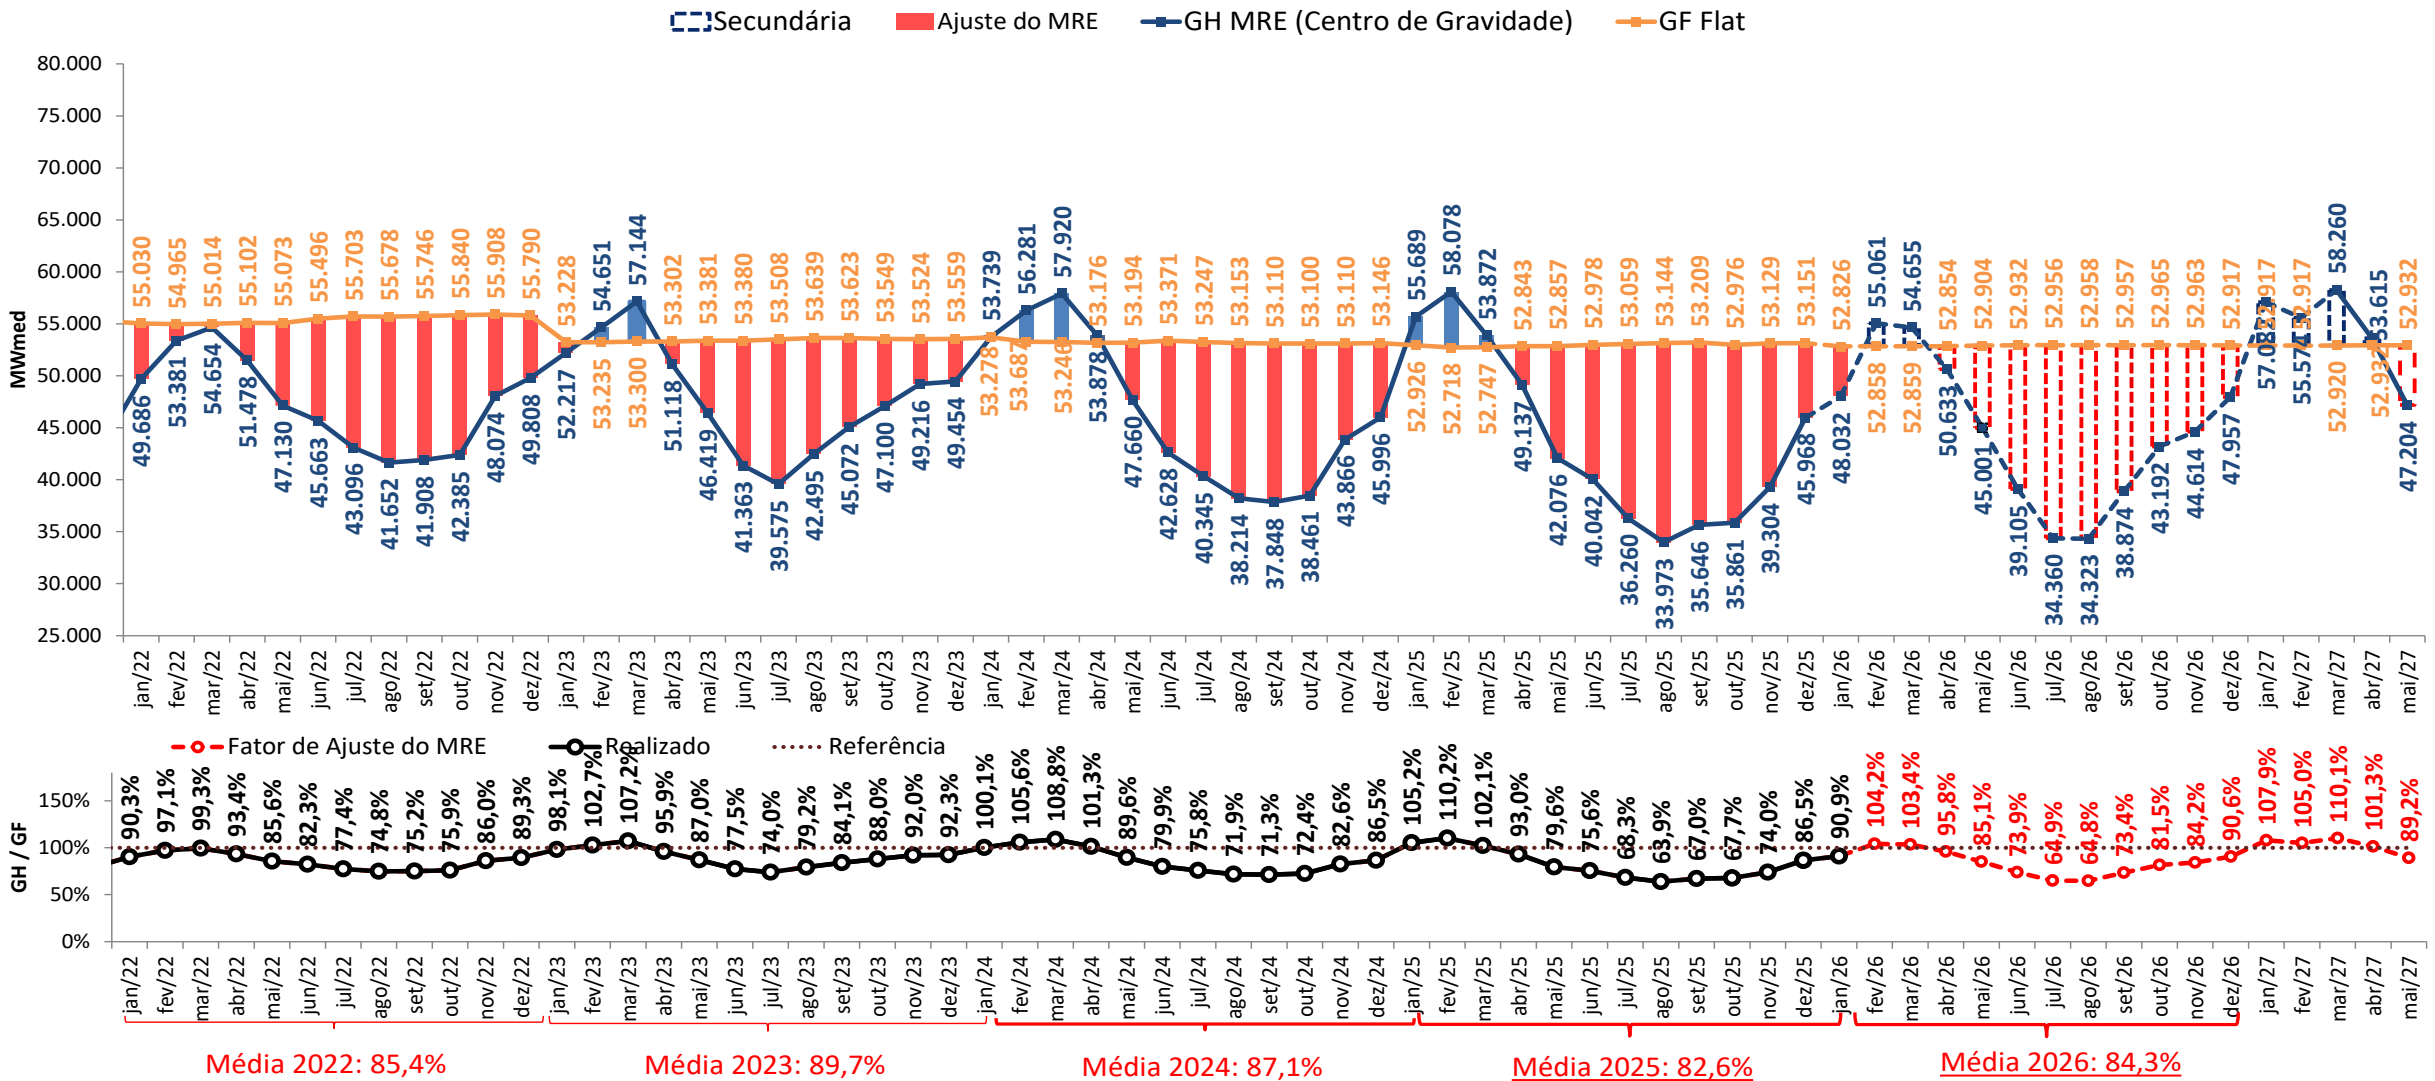 Secundária Ajuste do MRE GH MRE (Centro de Gravidade) GF Flat
MWmed
80.000
75.000
70.000
65.000
60.000
55.000
50.000
45.000
40.000
35.000
30.000
25.000
55.030 54.965 55.014 55.102 55.073 55.496 55.703 55.678 55.746 55.840 55.908 55.790 53.228 54.651 57.144 53.302 53.381 53.380 53.508 53.639 53.623 53.549 53.524 53.559 53.739 56.281 57.920 53.176 53.194 53.371 53.247 53.153 53.110 53.100 53.110 53.146 55.689 58.078 53.872 52.843 52.857 52.978 53.059 53.144 53.209 52.976 53.129 53.151 52.826 55.061 54.655 52.854 52.904 52.932 52.956 52.958 52.957 52.965 52.963 52.917 52.917 52.917 58.260 53.615 52.932
49.686 53.381 54.654 51.478 47.130 45.663 43.096 41.652 41.908 42.385 48.074 49.808 52.217 53.235 53.300 51.118 46.419 41.363 39.575 42.495 45.072 47.100 49.216 49.454 53.278 53.687 53.246 53.878 47.660 42.628 40.345 38.214 37.848 38.461 43.866 45.996 52.926 52.718 52.747 49.137 42.076 40.042 36.260 33.973 35.646 35.861 39.304 45.968 48.032 52.858 52.859 50.633 45.001 39.105 34.360 34.323 38.874 43.192 44.614 47.957 55.574 52.920 52.932 47.204
jan/22 fev/22 mar/22 abr/22 mai/22 jun/22 jul/22 ago/22 set/22 out/22 nov/22 dez/22 jan/23 fev/23 mar/23 abr/23 mai/23 jun/23 jul/23 ago/23 set/23 out/23 nov/23 dez/23 jan/24 fev/24 mar/24 abr/24 mai/24 jun/24 jul/24 ago/24 set/24 out/24 nov/24 dez/24 jan/25 fev/25 mar/25 abr/25 mai/25 jun/25 jul/25 ago/25 set/25 out/25 nov/25 dez/25 jan/26 fev/26 mar/26 abr/26 mai/26 jun/26 jul/26 ago/26 set/26 out/26 nov/26 dez/26 jan/27 fev/27 mar/27 abr/27 mai/27
Fator de Ajuste do MRE Realizado Referência
GH / GF
150%
100%
50%
0%
90,3% 97,1% 99,3% 93,4% 85,6% 82,3% 77,4% 74,8% 75,2% 75,9% 86,0% 89,3% 98,1% 102,7% 107,2% 95,9% 87,0% 77,5% 74,0% 79,2% 84,1% 88,0% 92,0% 92,3% 100,1% 105,6% 108,8% 101,3% 89,6% 79,9% 75,8% 71,9% 71,3% 72,4% 82,6% 86,5% 105,2% 110,2% 102,1% 93,0% 79,6% 75,6% 68,3% 63,9% 67,0% 67,7% 74,0% 86,5% 90,9% 104,2% 103,4% 95,8% 85,1% 73,9% 64,9% 64,8% 73,4% 81,5% 84,2% 90,6% 107,9% 105,0% 110,1% 101,3% 89,2%
jan/22 fev/22 mar/22 abr/22 mai/22 jun/22 jul/22 ago/22 set/22 out/22 nov/22 dez/22 jan/23 fev/23 mar/23 abr/23 mai/23 jun/23 jul/23 ago/23 set/23 out/23 nov/23 dez/23 jan/24 fev/24 mar/24 abr/24 mai/24 jun/24 jul/24 ago/24 set/24 out/24 nov/24 dez/24 jan/25 fev/25 mar/25 abr/25 mai/25 jun/25 jul/25 ago/25 set/25 out/25 nov/25 dez/25 jan/26 fev/26 mar/26 abr/26 mai/26 jun/26 jul/26 ago/26 set/26 out/26 nov/26 dez/26 jan/27 fev/27 mar/27 abr/27 mai/27
Média 2022: 85,4% Média 2023: 89,7% Média 2024: 87,1% Média 2025: 82,6% Média 2026: 84,3%